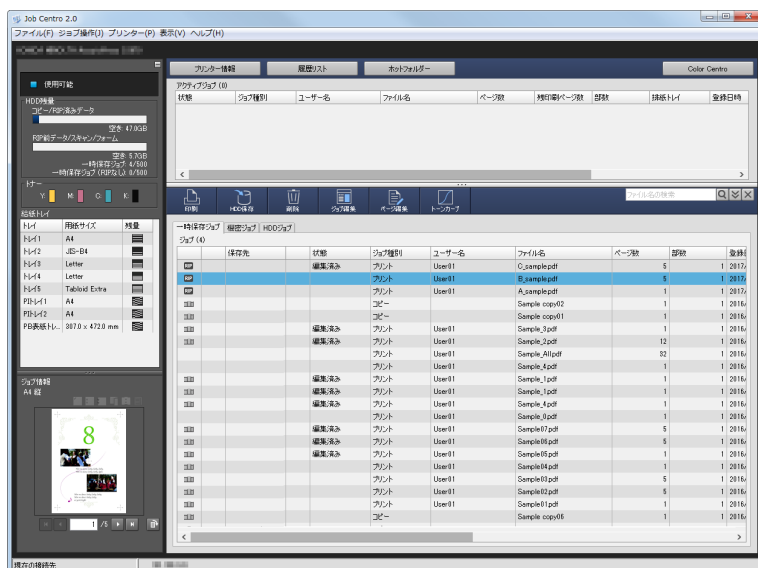 Job Centro 2.0
ファイル(F) ジョブ操作(J) プリンター(P) 表示(V) ヘルプ(H)
使用可能
HDD残量
コピー/RIP済みデータ
空き 47.0GB
RIP前データ/スキャン/フォーム
空き 5.7GB
一時保存ジョブ 4/500
一時保存ジョブ (RIPなし) 0/500
トナー
Y: M: C: K:
給紙トレイ
トレイ 用紙サイズ 残量
トレイ1 A4
トレイ2 JIS-B4
トレイ3 Letter
トレイ4 Letter
トレイ5 Tabloid Extra
PIトレイ1 A4
PIトレイ2 A4
PB表紙トレ... 307.0 x 472.0 mm
ジョブ情報
A4 縦
8
1 /5
現在の接続先
プリンター情報 履歴リスト ホットフォルダー Color Centro
アクティブジョブ (0)
状態 ジョブ種別 ユーザー名 ファイル名 ページ数 残印刷ページ数 部数 排紙トレイ 登録日時
印刷 HDD保存 削除 ジョブ編集 ページ編集 トーンカーブ ファイル名の検索
一時保存ジョブ 機密ジョブ HDDジョブ
ジョブ (4)
保存先 状態 ジョブ種別 ユーザー名 ファイル名 ページ数 部数 登録
RIP 編集済み プリント User01 C_sample.pdf 5 1 2017/
RIP プリント User01 B_sample.pdf 5 1 2017/
RIP プリント User01 A_sample.pdf 1 1 2017/
コピー Sample copy02 1 1 2016/
コピー Sample copy01 1 1 2016/
編集済み プリント User01 Sample_3.pdf 1 1 2016/
編集済み プリント User01 Sample_2.pdf 12 1 2016/
プリント User01 Sample_All.pdf 32 1 2016/
プリント User01 Sample_4.pdf 1 1 2016/
編集済み プリント User01 Sample_1.pdf 1 1 2016/
編集済み プリント User01 Sample_1.pdf 1 1 2016/
編集済み プリント User01 Sample_4.pdf 1 1 2016/
プリント User01 Sample_0.pdf 1 1 2016/
編集済み プリント User01 Sample07.pdf 5 1 2016/
編集済み プリント User01 Sample06.pdf 5 1 2016/
編集済み プリント User01 Sample05.pdf 1 1 2016/
プリント User01 Sample04.pdf 1 1 2016/
プリント User01 Sample03.pdf 5 1 2016/
プリント User01 Sample02.pdf 5 1 2016/
プリント User01 Sample01.pdf 1 1 2016/
コピー Sample copy06 1 1 2016/